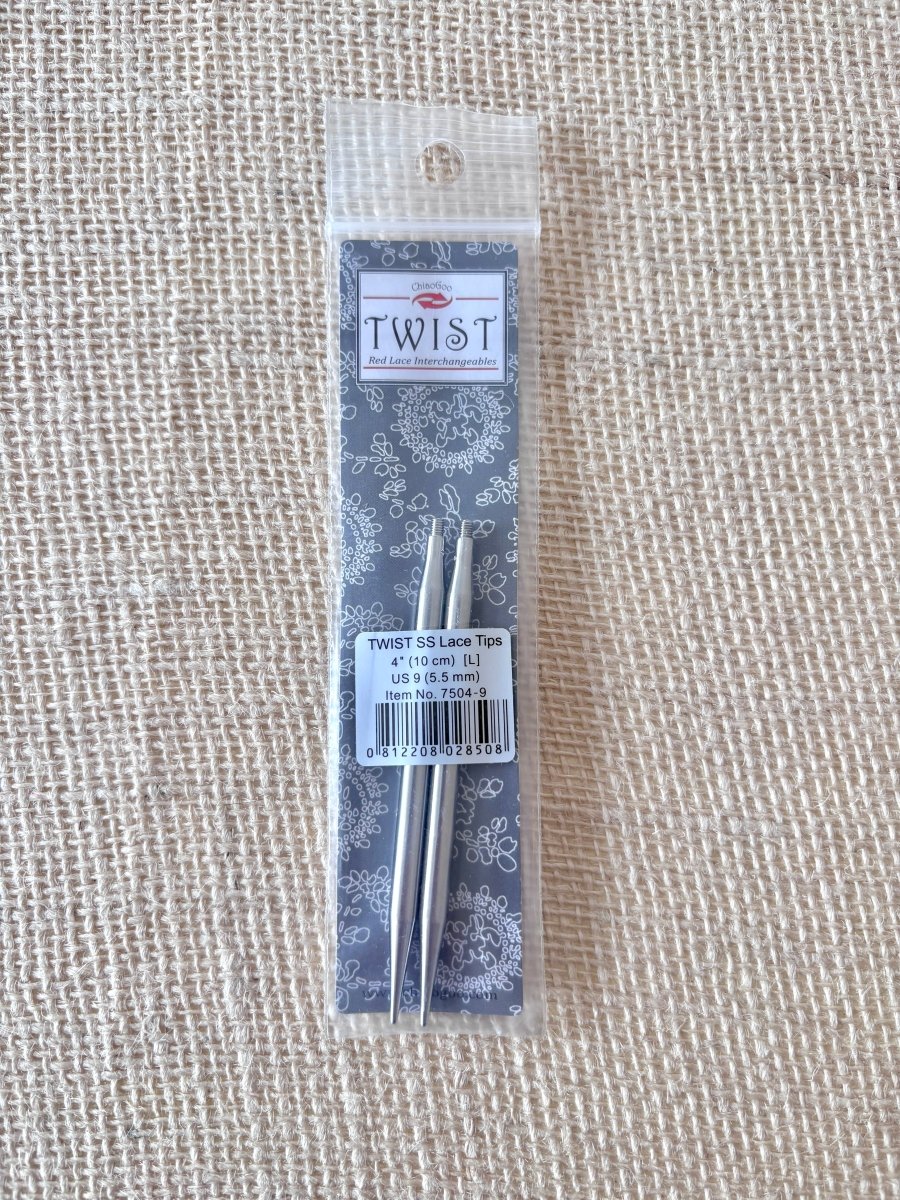 ChiaoGoo
TWIST
Red Lace Interchangeables
TWIST SS Lace Tips
4" (10 cm) [L]
US 9 (5.5 mm)
Item No. 7504-9
0 812208 028508